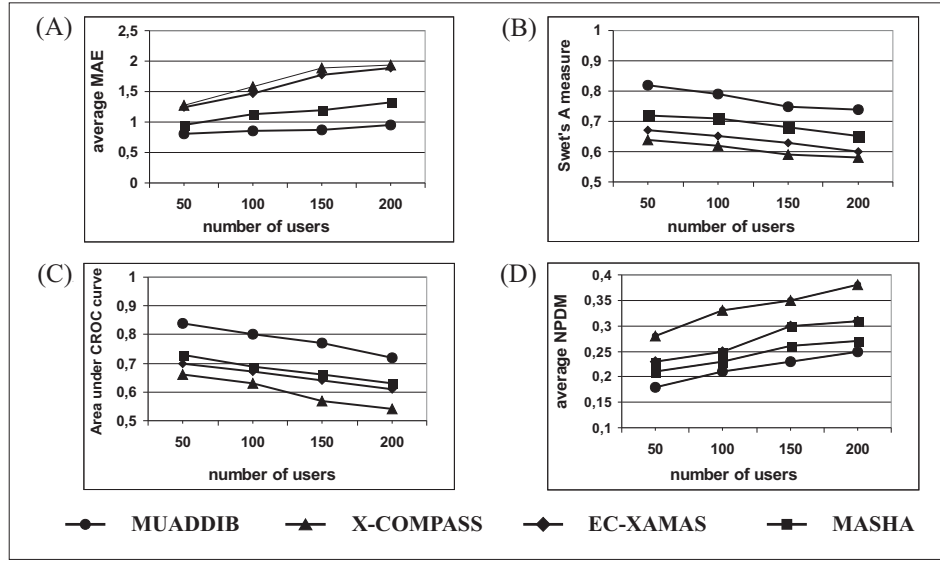 (A)
average MAE
2,5
2
1,5
1
0,5
0
50 100 150 200
number of users
(B)
Swet's A measure
1
0,9
0,8
0,7
0,6
0,5
50 100 150 200
number of users
(C)
Area under CROC curve
1
0,9
0,8
0,7
0,6
0,5
50 100 150 200
number of users
(D)
average NPDM
0,4
0,35
0,3
0,25
0,2
0,15
0,1
50 100 150 200
number of users
MUADDIB X-COMPASS EC-XAMAS MASHA